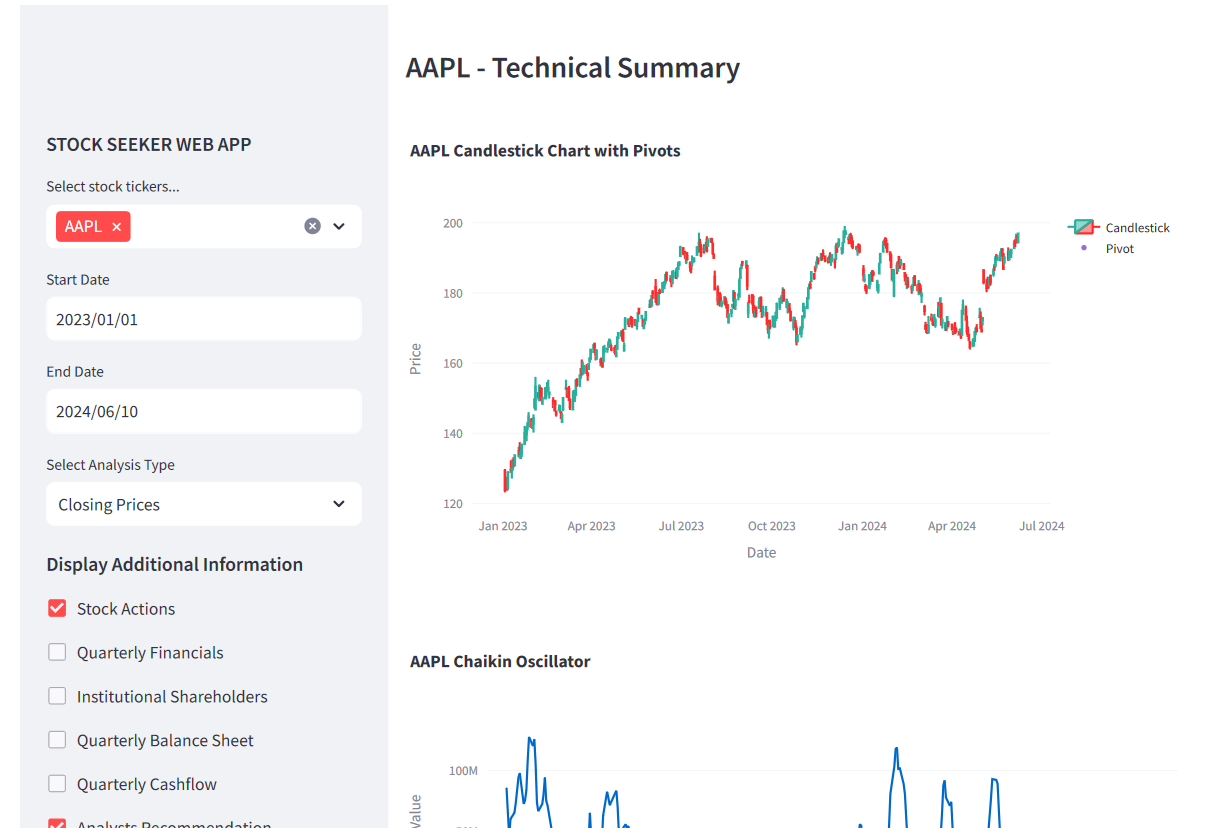 STOCK SEEKER WEB APP
Select stock tickers...
AAPL
Start Date
2023/01/01
End Date
2024/06/10
Select Analysis Type
Closing Prices
Display Additional Information
Stock Actions
Quarterly Financials
Institutional Shareholders
Quarterly Balance Sheet
Quarterly Cashflow
Analysts Recommendation
AAPL - Technical Summary
AAPL Candlestick Chart with Pivots
200
180
160
140
120
Price
Jan 2023 Apr 2023 Jul 2023 Oct 2023 Jan 2024 Apr 2024 Jul 2024
Date
Candlestick
Pivot
AAPL Chaikin Oscillator
100M
Value